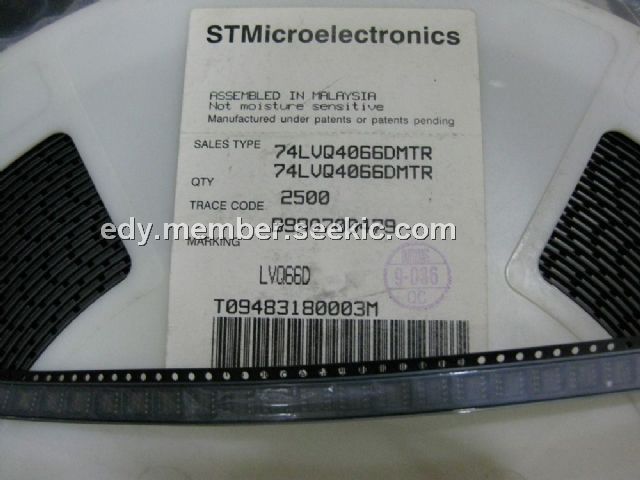 STMicroelectronics
ASSEMBLED IN MALAYSIA
Not moisture sensitive
Manufactured under patents or patents pending
SALES TYPE 74LVQ4066DMTR
74LVQ4066DMTR
QTY 2500
TRACE CODE
edy.member.seekic.com
MARKING
LVQ66D
9-036
QC
T09483180003M